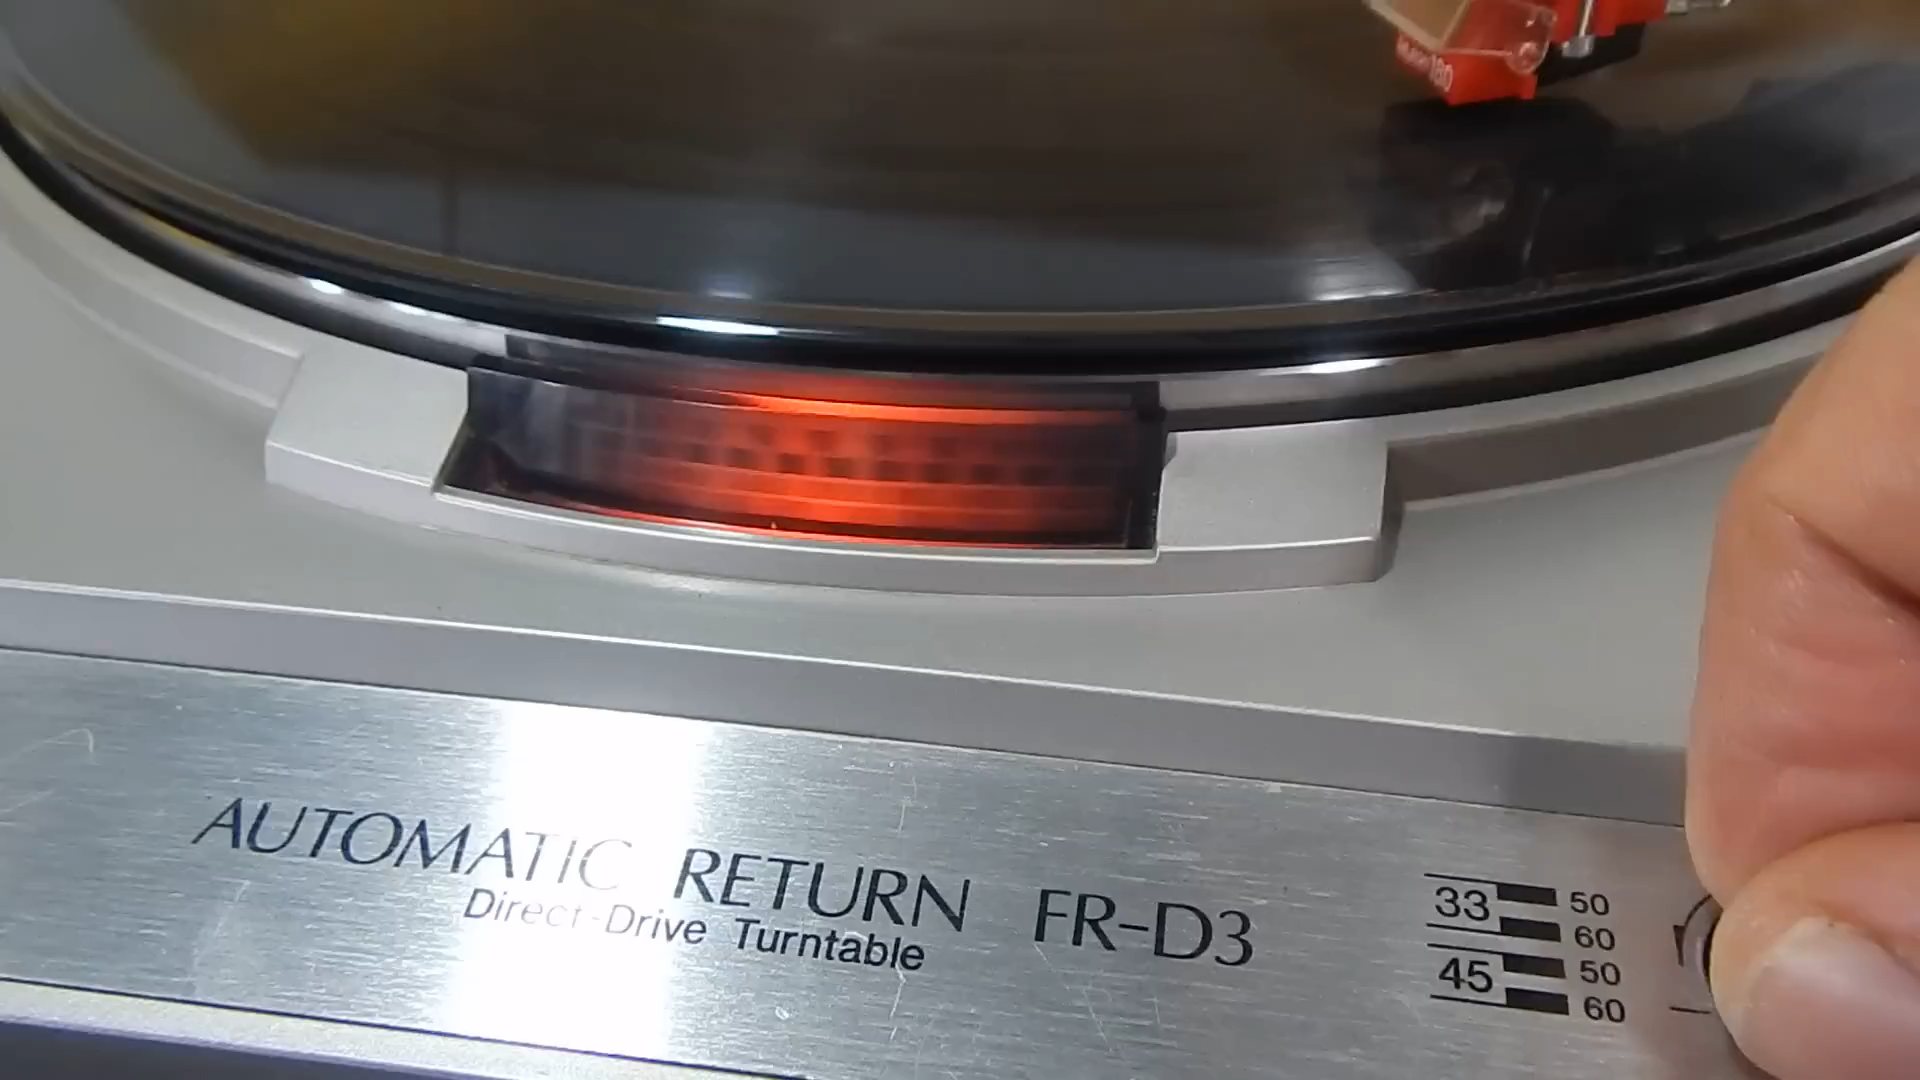 AUTOMATIC RETURN FR-D3
Direct-Drive Turntable
33 50
60
45 50
60